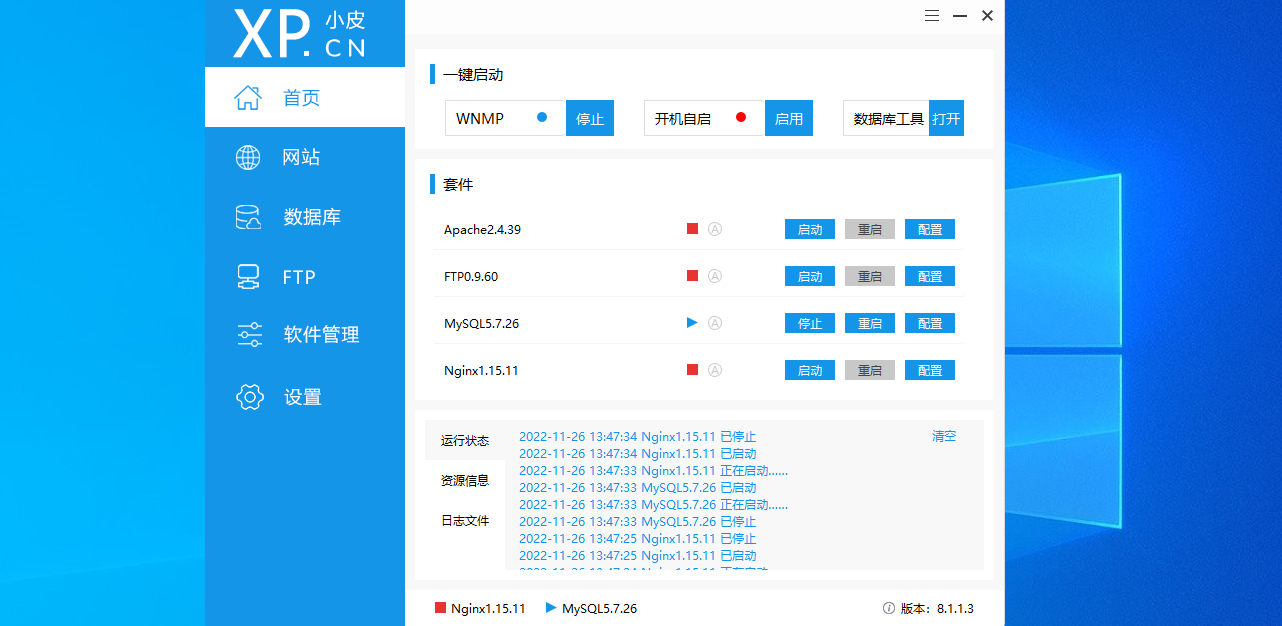 XP. 小皮
CN
首页
网站
数据库
FTP
软件管理
设置
一键启动
WNMP 停止 开机自启 启用 数据库工具 打开
套件
Apache2.4.39 A 启动 重启 配置
FTP0.9.60 A 启动 重启 配置
MySQL5.7.26 A 停止 重启 配置
Nginx1.15.11 A 启动 重启 配置
运行状态
资源信息
日志文件
2022-11-26 13:47:34 Nginx1.15.11 已停止 清空
2022-11-26 13:47:34 Nginx1.15.11 已启动
2022-11-26 13:47:33 Nginx1.15.11 正在启动......
2022-11-26 13:47:33 MySQL5.7.26 已启动
2022-11-26 13:47:33 MySQL5.7.26 正在启动......
2022-11-26 13:47:33 MySQL5.7.26 已停止
2022-11-26 13:47:25 Nginx1.15.11 已停止
2022-11-26 13:47:25 Nginx1.15.11 已启动
Nginx1.15.11 MySQL5.7.26 版本：8.1.1.3